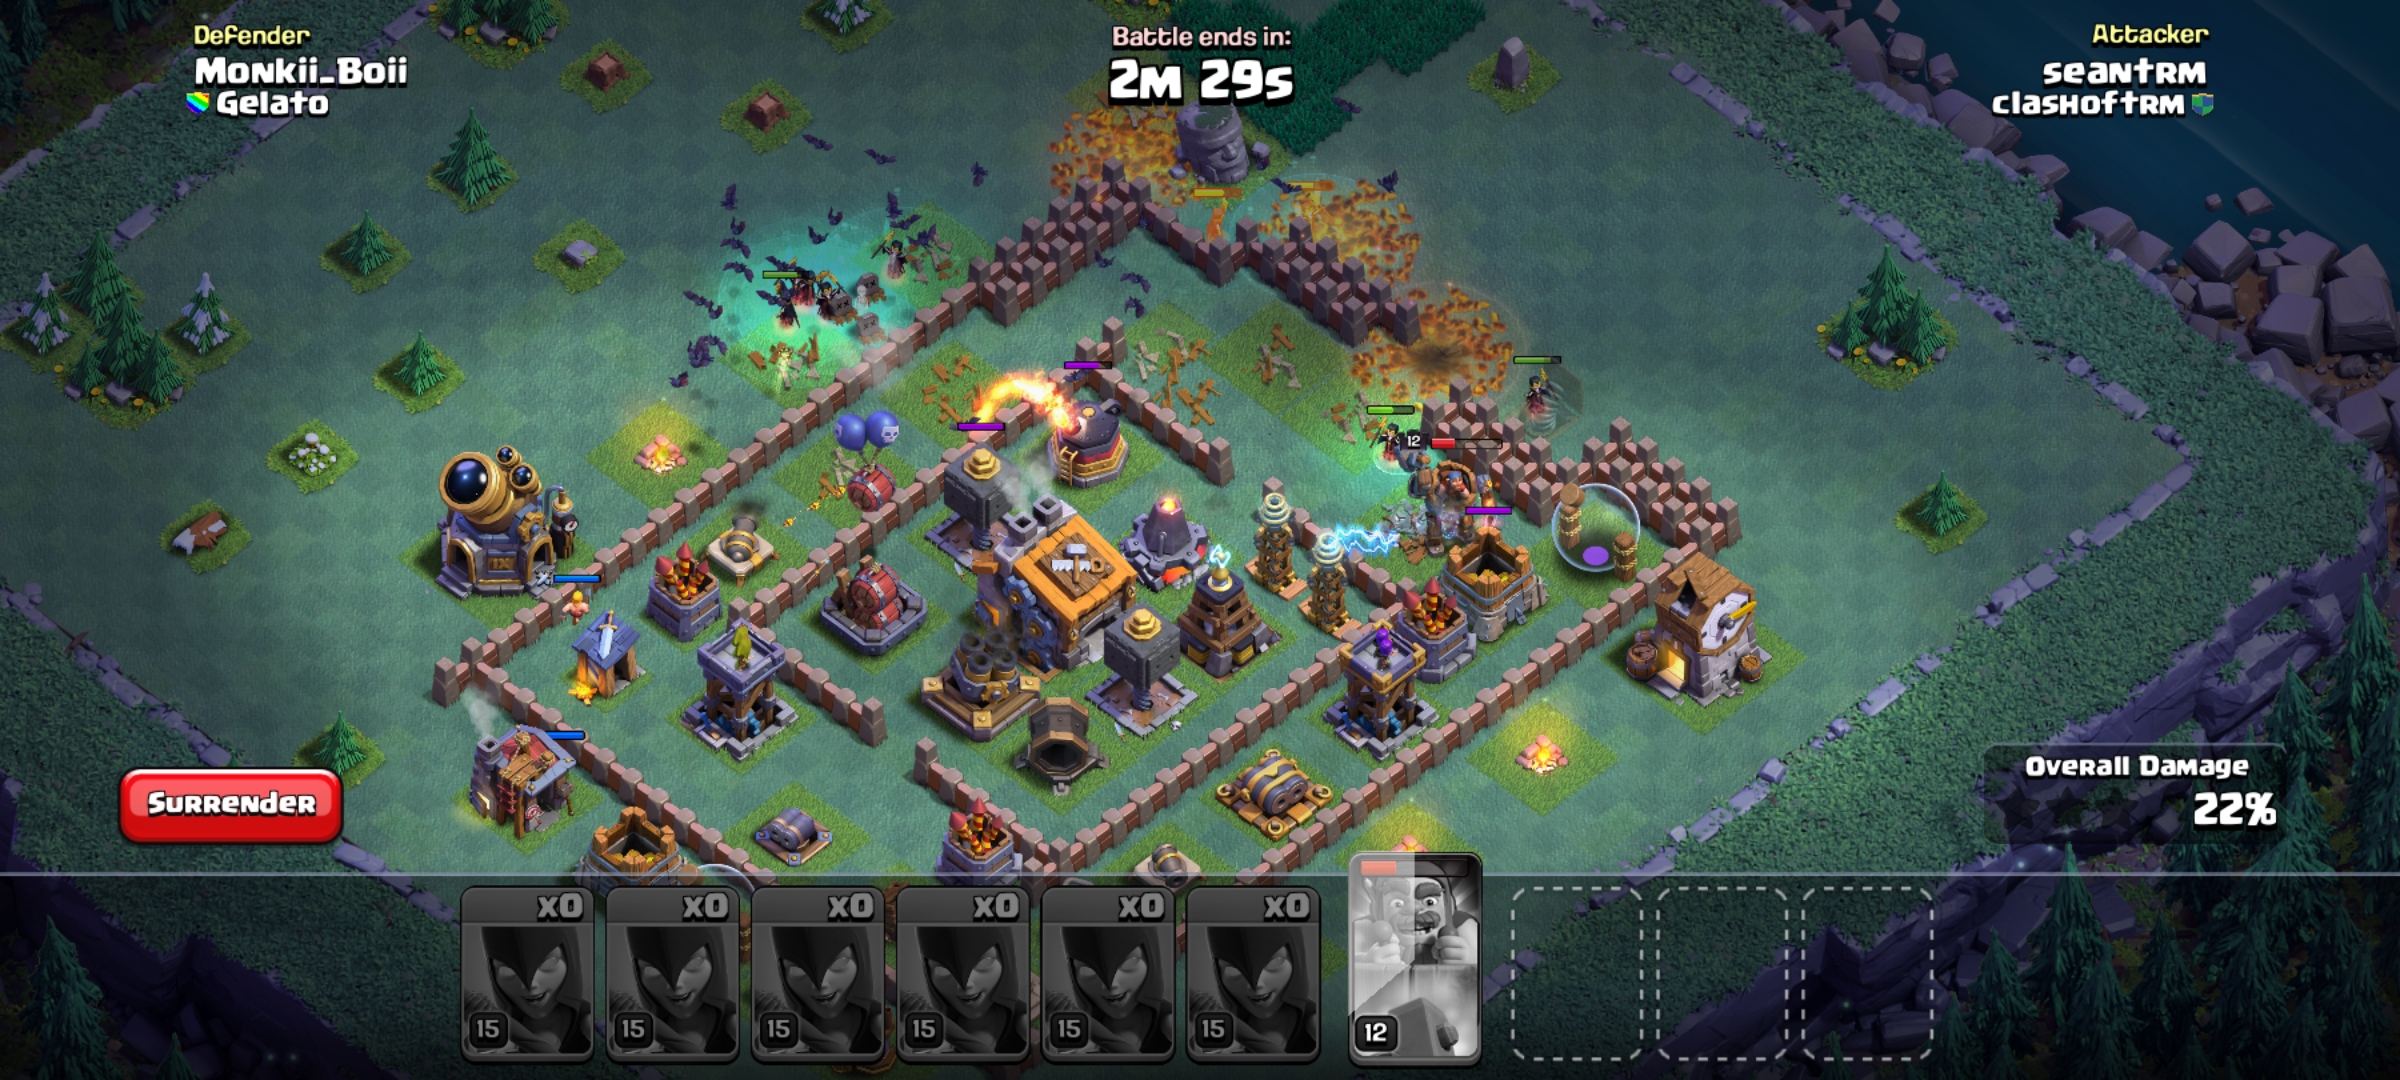 Defender
Monkii_Boii
Gelato
Battle ends in:
2M 29s
Attacker
seantRM
clashoftRM
12
Surrender
Overall Damage
22%
x0
x0
x0
x0
x0
x0
15
15
15
15
15
15
12